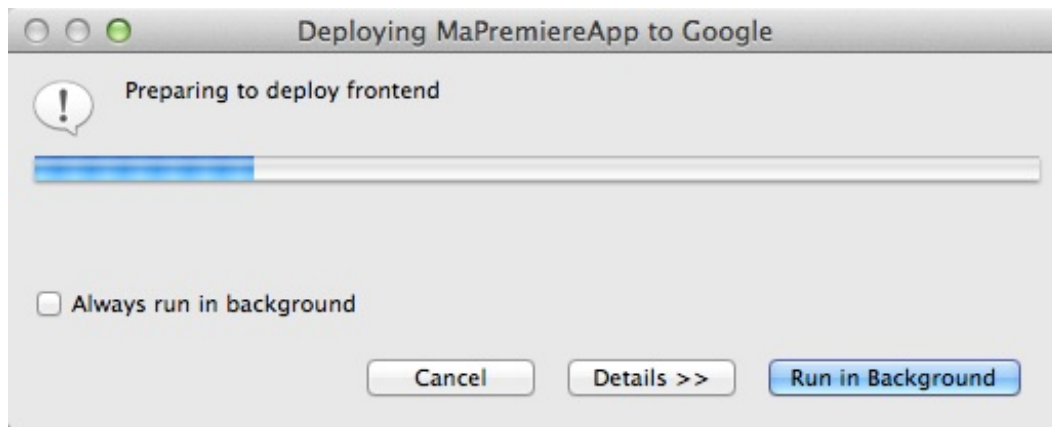 Deploying MaPremiereApp to Google
Preparing to deploy frontend
Always run in background
Cancel
Details >>
Run in Background